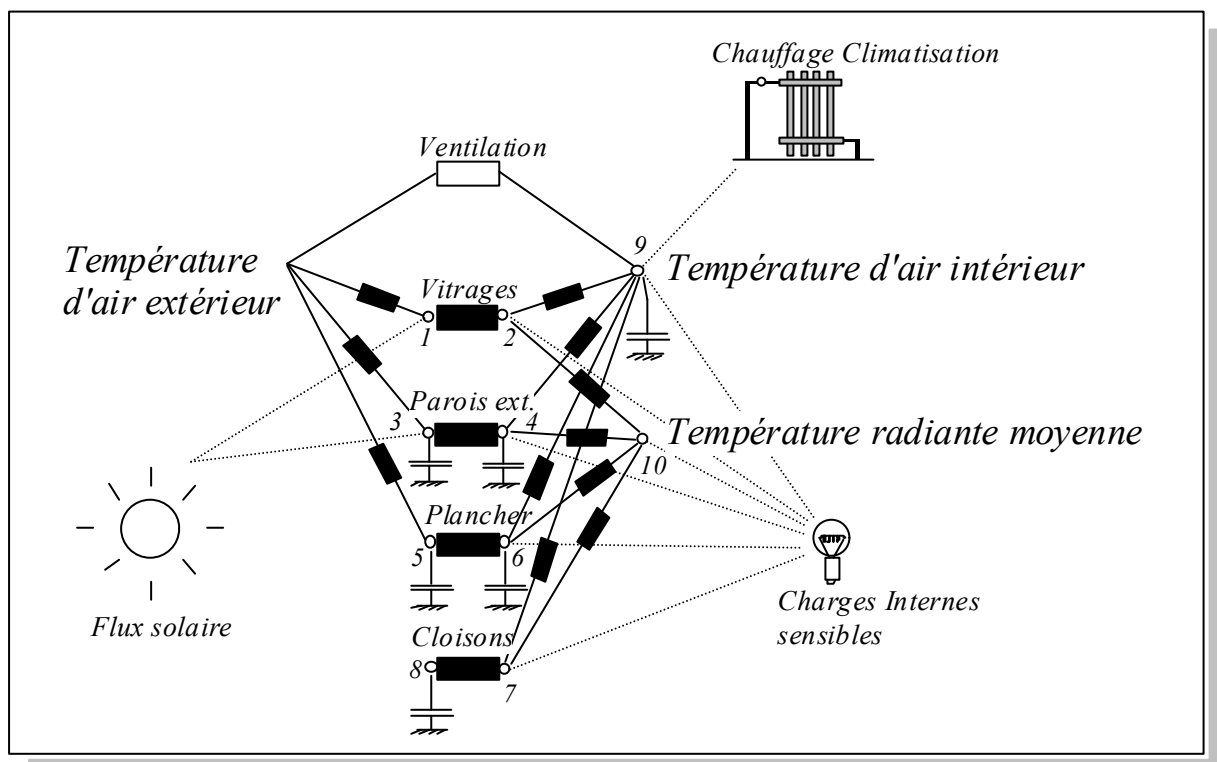 Chauffage Climatisation
Ventilation
9
Température
d'air extérieur
Température d'air intérieur
Vitrages
1
2
Parois ext.
3
4
Température radiante moyenne
10
Plancher
5
6
Flux solaire
Charges Internes
sensibles
Cloisons
8
7